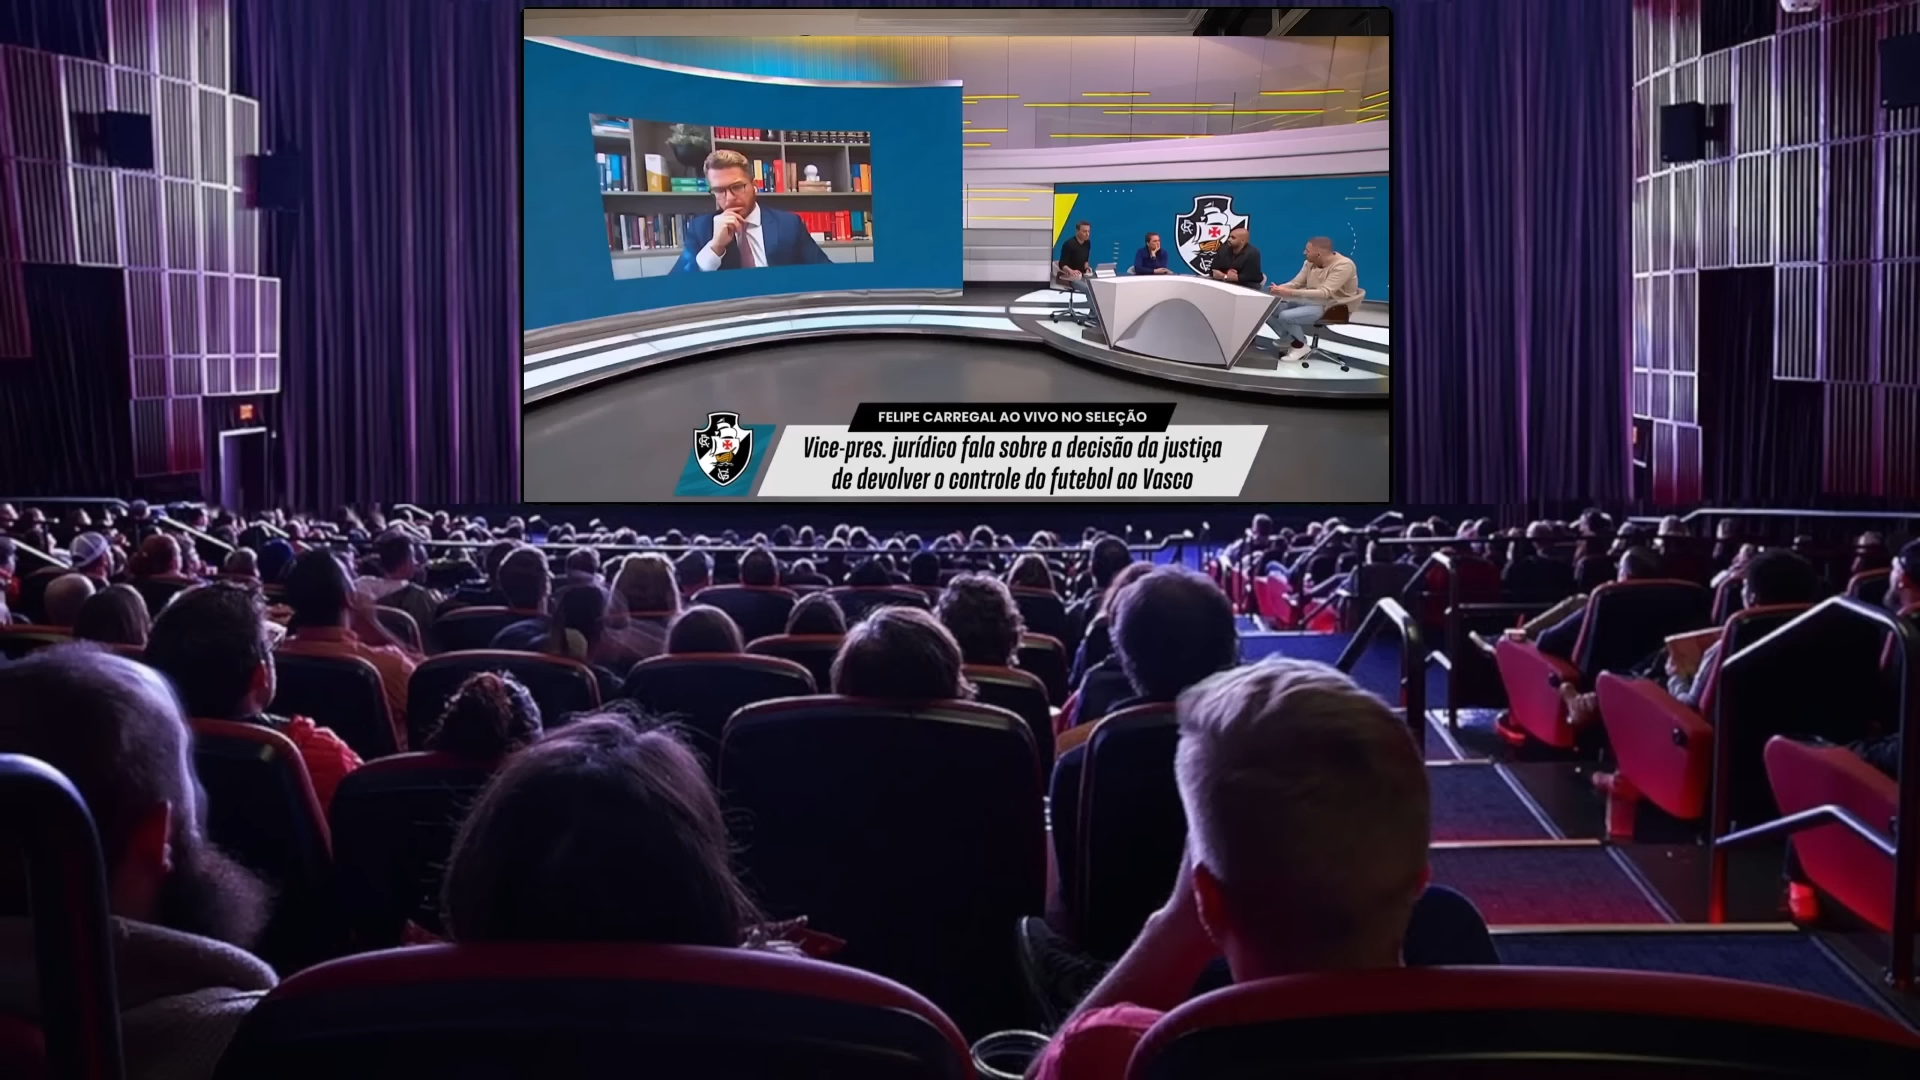 FELIPE CARREGAL AO VIVO NO SELEÇÃO
Vice-pres. jurídico fala sobre a decisão da justiça
de devolver o controle do futebol ao Vasco